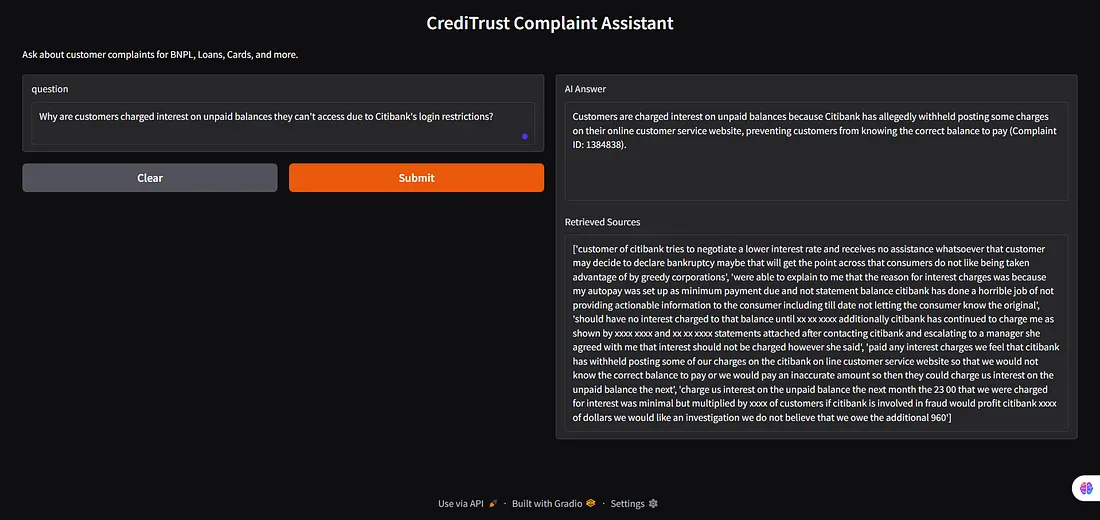 CrediTrust Complaint Assistant
Ask about customer complaints for BNPL, Loans, Cards, and more.
question
Why are customers charged interest on unpaid balances they can't access due to Citibank's login restrictions?
Clear
Submit
AI Answer
Customers are charged interest on unpaid balances because Citibank has allegedly withheld posting some charges
on their online customer service website, preventing customers from knowing the correct balance to pay (Complaint
ID: 1384838).
Retrieved Sources
['customer of citibank tries to negotiate a lower interest rate and receives no assistance whatsoever that customer
may decide to declare bankruptcy maybe that will get the point across that consumers do not like being taken
advantage of by greedy corporations', 'were able to explain to me that the reason for interest charges was because
my autopay was set up as minimum payment due and not statement balance citibank has done a horrible job of not
providing actionable information to the consumer including till date not letting the consumer know the original',
'should have no interest charged to that balance until xx xx xxxx additionally citibank has continued to charge me as
shown by xxxx xxxx and xx xx xxxx statements attached after contacting citibank and escalating to a manager she
agreed with me that interest should not be charged however she said', 'paid any interest charges we feel that citibank
has withheld posting some of our charges on the citibank on line customer service website so that we would not
know the correct balance to pay or we would pay an inaccurate amount so then they could charge us interest on the
unpaid balance the next', 'charge us interest on the unpaid balance the next month the 23 00 that we were charged
for interest was minimal but multiplied by xxxx of customers if citibank is involved in fraud would profit citibank xxxx
of dollars we would like an investigation we do not believe that we owe the additional 960']
Use via API · Built with Gradio · Settings